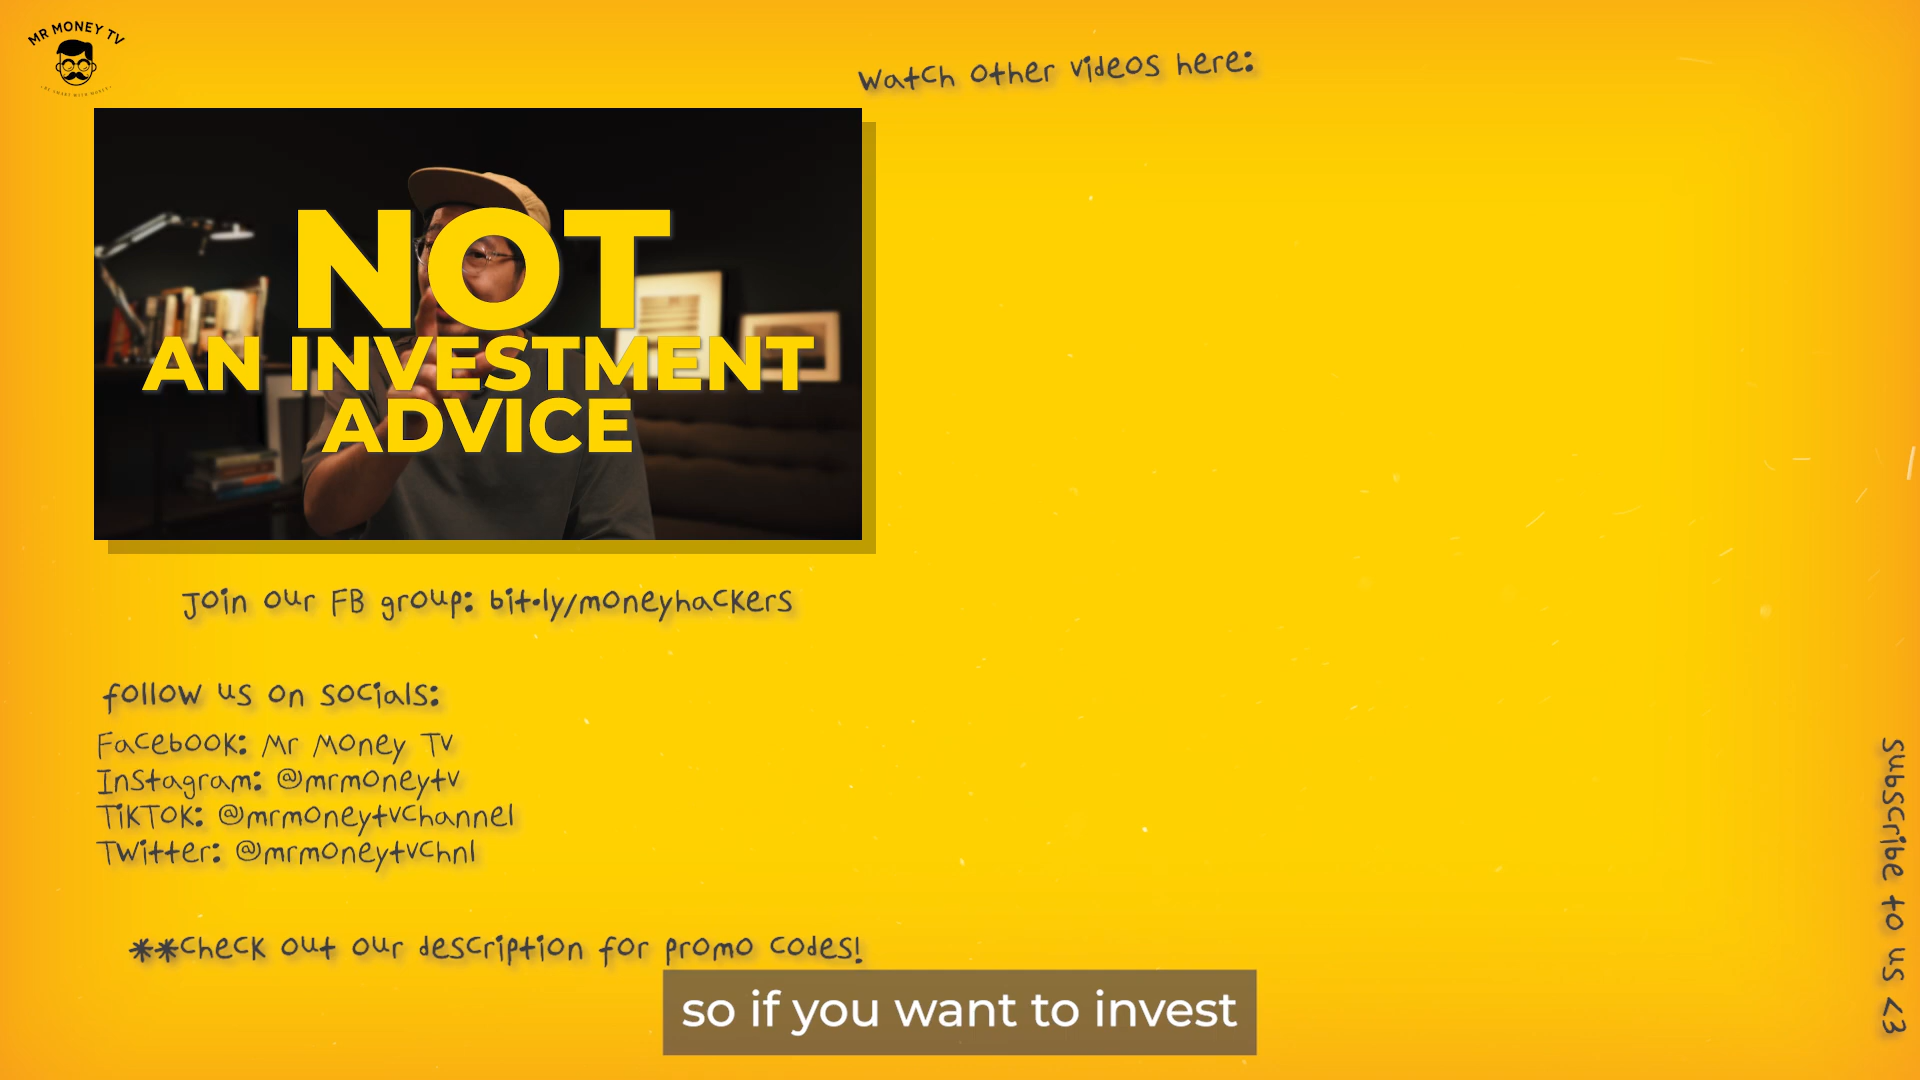 MR MONEY TV
Watch other videos here:
NOT
AN INVESTMENT
ADVICE
Join our FB group: bit.ly/moneyhackers
follow us on socials:
Facebook: Mr Money TV
Instagram: @mrmoneytv
TikTok: @mrmoneytvchannel
Twitter: @mrmoneytvchnl
**Check out our description for promo codes!
so if you want to invest
subscribe to us <3